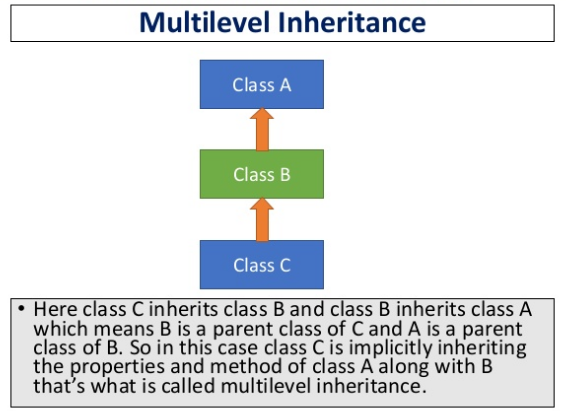 Multilevel Inheritance
Class A
Class B
Class C
• Here class C inherits class B and class B inherits class A
which means B is a parent class of C and A is a parent
class of B. So in this case class C is implicitly inheriting
the properties and method of class A along with B
that’s what is called multilevel inheritance.